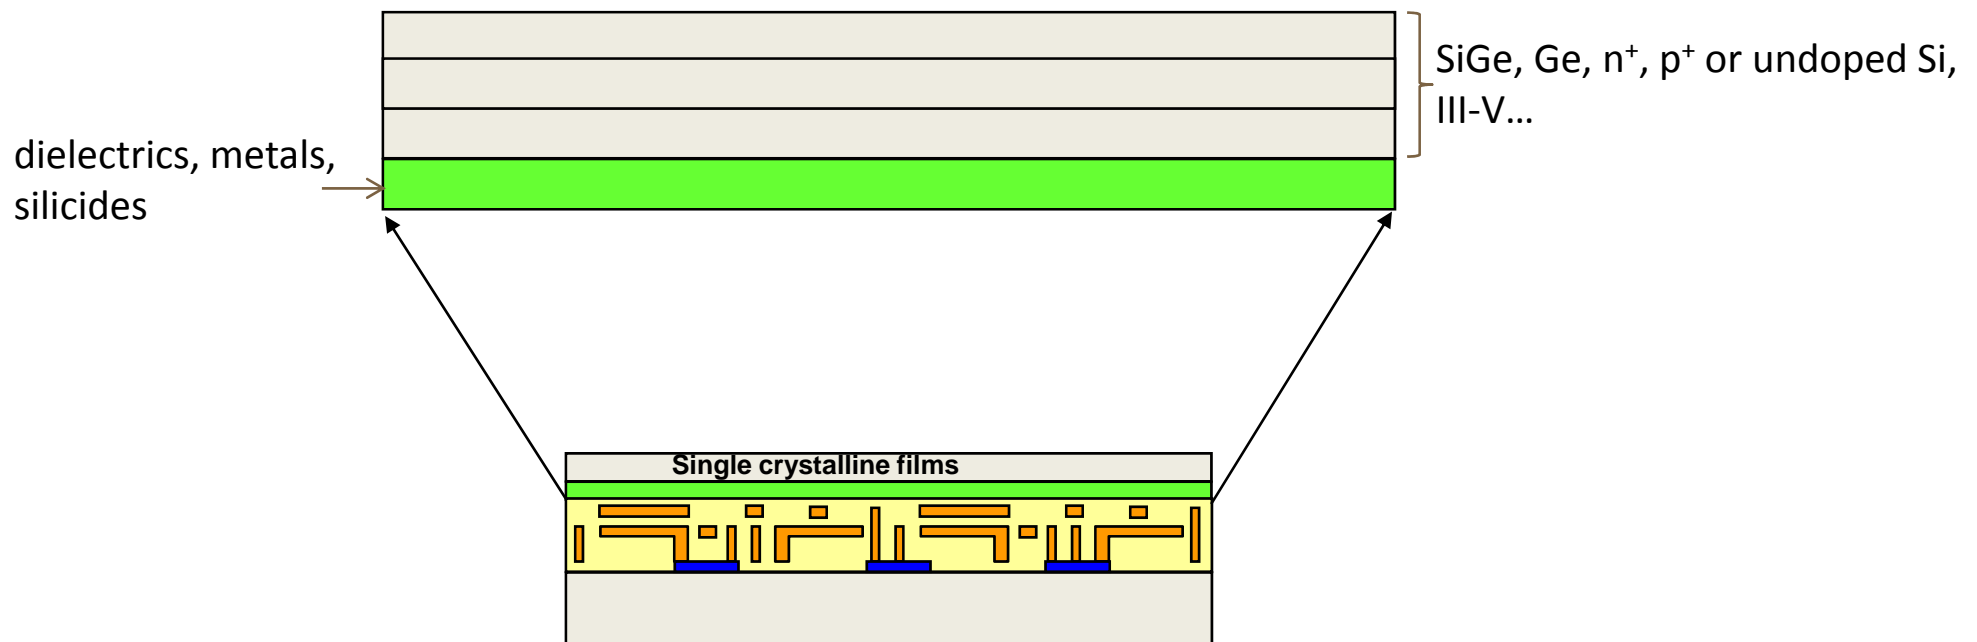 SiGe, Ge, n⁺, p⁺ or undoped Si,
III-V…
dielectrics, metals,
silicides
Single crystalline films